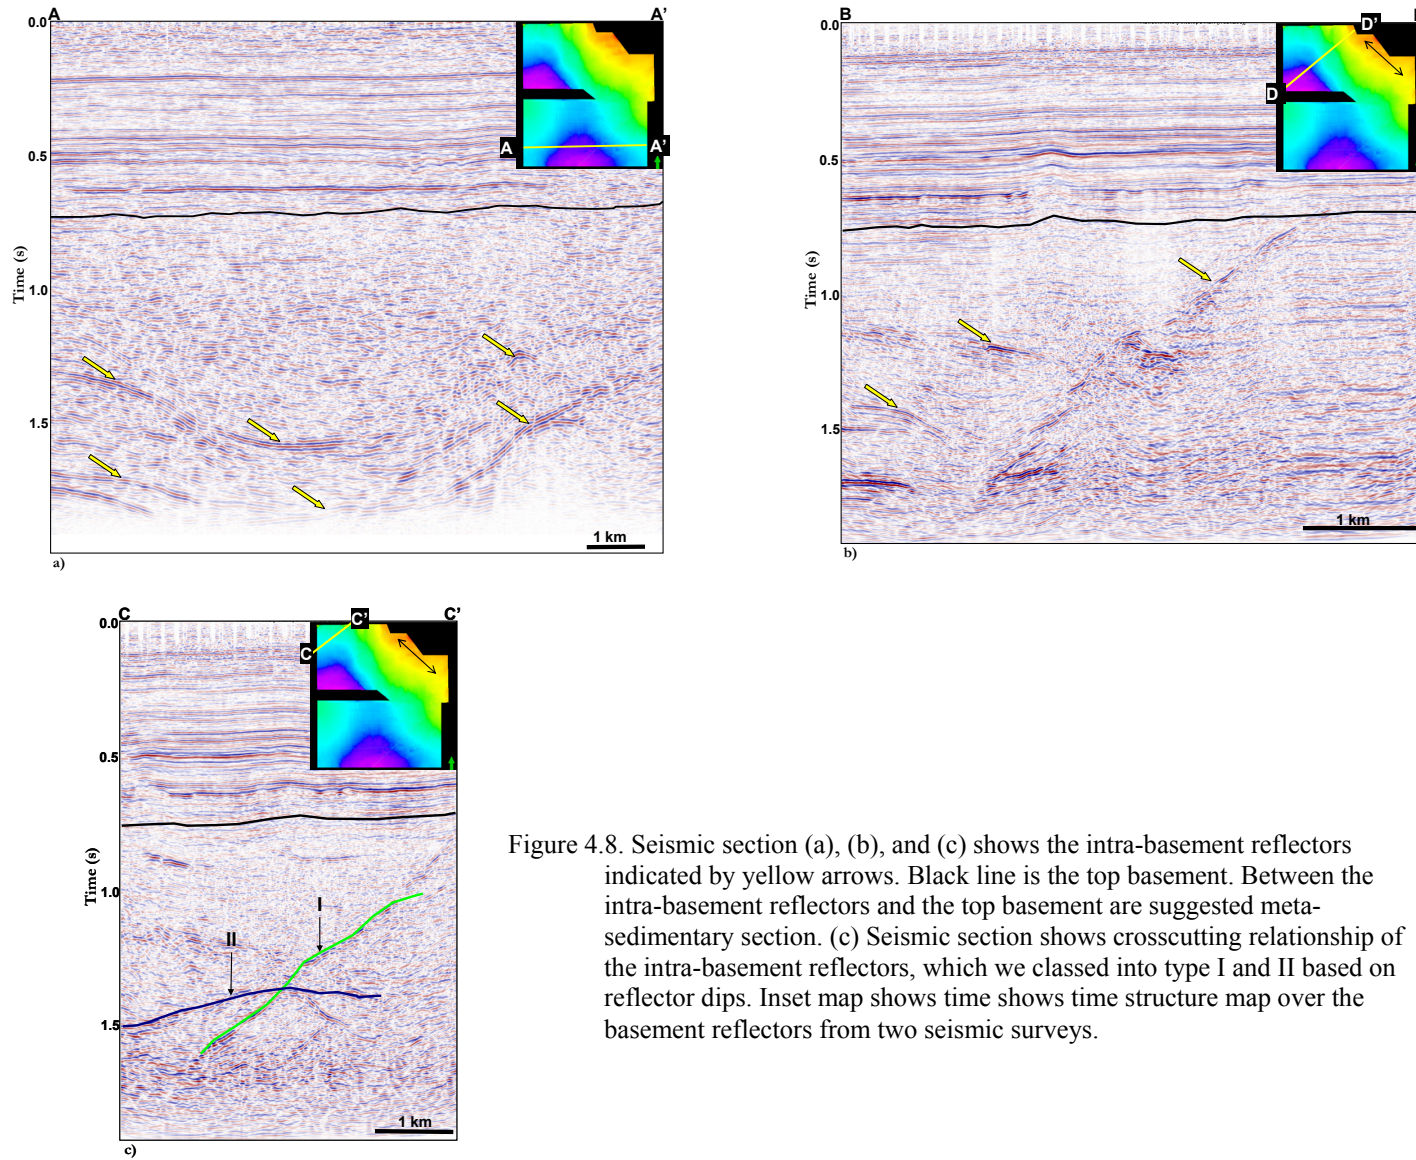 A A'
0.0
0.5
Time (s)
1.0
1.5
A A'
1 km
a)
B
0.0
0.5
Time (s)
1.0
1.5
D'
D
1 km
b)
C C'
0.0
0.5
Time (s)
1.0
1.5
C'
C
I
II
1 km
c)
Figure 4.8. Seismic section (a), (b), and (c) shows the intra-basement reflectors
indicated by yellow arrows. Black line is the top basement. Between the
intra-basement reflectors and the top basement are suggested meta-
sedimentary section. (c) Seismic section shows crosscutting relationship of
the intra-basement reflectors, which we classed into type I and II based on
reflector dips. Inset map shows time shows time structure map over the
basement reflectors from two seismic surveys.